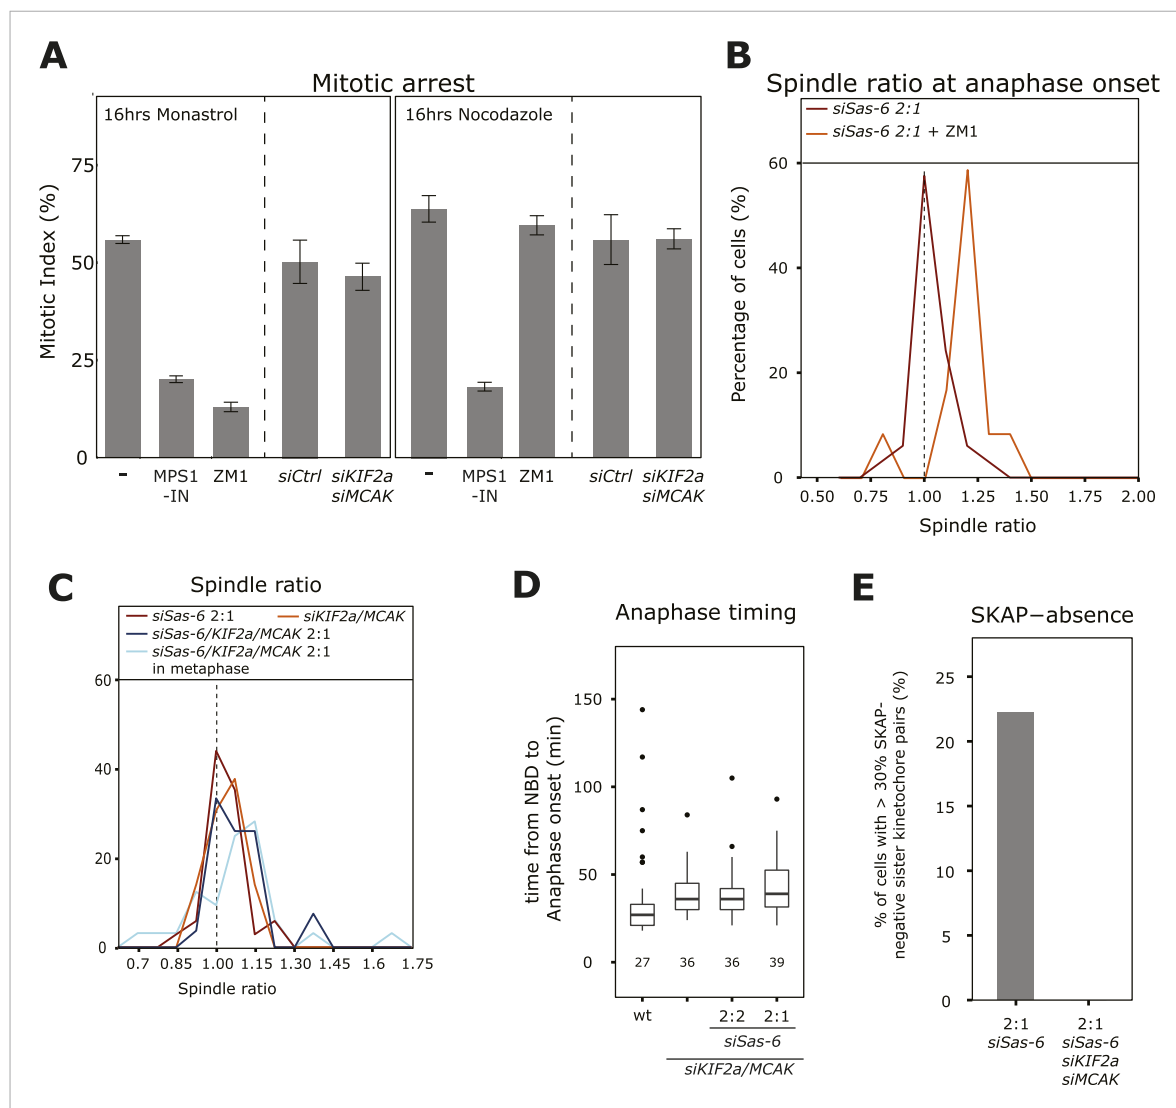 A
Mitotic arrest
16hrs Monastrol
16hrs Nocodazole
Mitotic Index (%)
75
50
25
0
–
MPS1
-IN
ZM1
siCtrl
siKIF2a
siMCAK
–
MPS1
-IN
ZM1
siCtrl
siKIF2a
siMCAK
B
Spindle ratio at anaphase onset
siSas-6 2:1
siSas-6 2:1 + ZM1
Percentage of cells (%)
60
40
20
0
0.50
0.75
1.00
1.25
1.50
1.75
2.00
Spindle ratio
C
Spindle ratio
siSas-6 2:1
siKIF2a/MCAK
siSas-6/KIF2a/MCAK 2:1
siSas-6/KIF2a/MCAK 2:1
in metaphase
60
40
20
0
0.7
0.85
1.00
1.15
1.30
1.45
1.6
1.75
Spindle ratio
D
Anaphase timing
time from NBD to
Anaphase onset (min)
150
100
50
0
27
36
36
39
wt
2:2
2:1
siSas-6
siKIF2a/MCAK
E
SKAP–absence
% of cells with > 30% SKAP-
negative sister kinetochore pairs (%)
25
20
15
10
5
0
2:1
siSas-6
2:1
siSas-6
siKIF2a
siMCAK